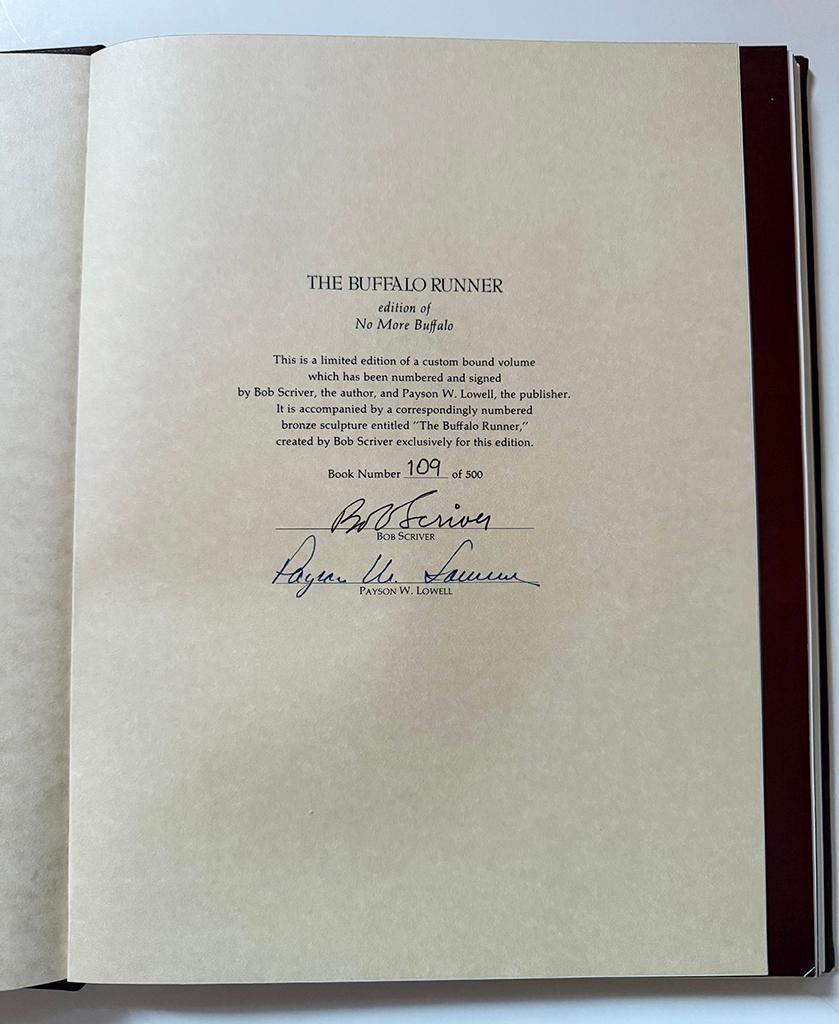 THE BUFFALO RUNNER
edition of
No More Buffalo
This is a limited edition of a custom bound volume
which has been numbered and signed
by Bob Scriver, the author, and Payson W. Lowell, the publisher.
It is accompanied by a correspondingly numbered
bronze sculpture entitled "The Buffalo Runner,"
created by Bob Scriver exclusively for this edition.
Book Number 109 of 500
Bob Scriver
BOB SCRIVER
Payson W. Lowell
PAYSON W. LOWELL